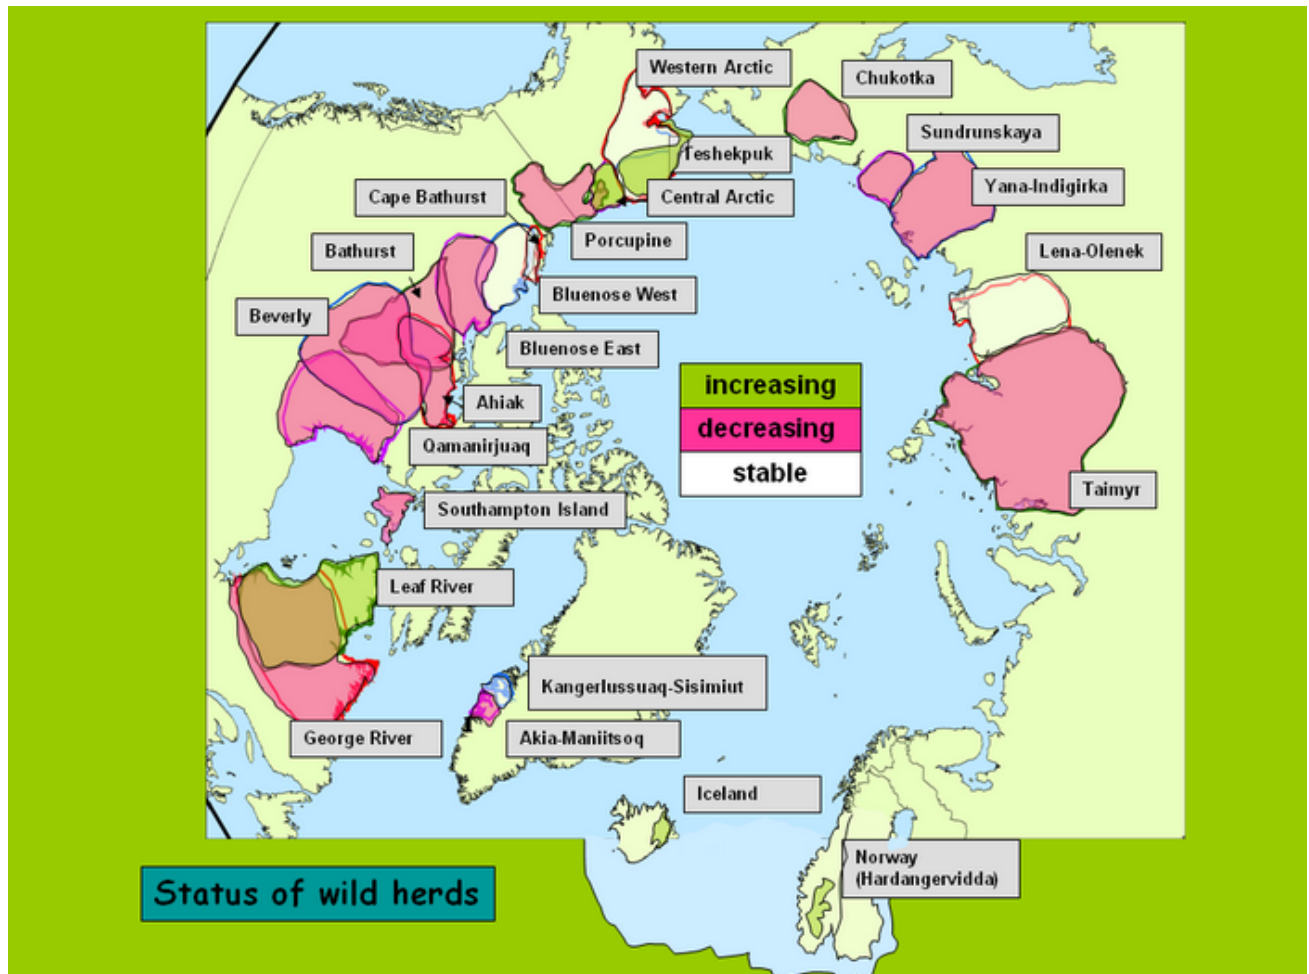 Western Arctic
Chukotka
Sundrunskaya
Teshekpuk
Yana-Indigirka
Cape Bathurst
Central Arctic
Porcupine
Bathurst
Lena-Olenek
Bluenose West
Beverly
Bluenose East
increasing
decreasing
stable
Ahiak
Qamanirjuaq
Taimyr
Southampton Island
Leaf River
Kangerlussuaq-Sisimiut
George River
Akia-Maniitsoq
Iceland
Norway
(Hardangervidda)
Status of wild herds